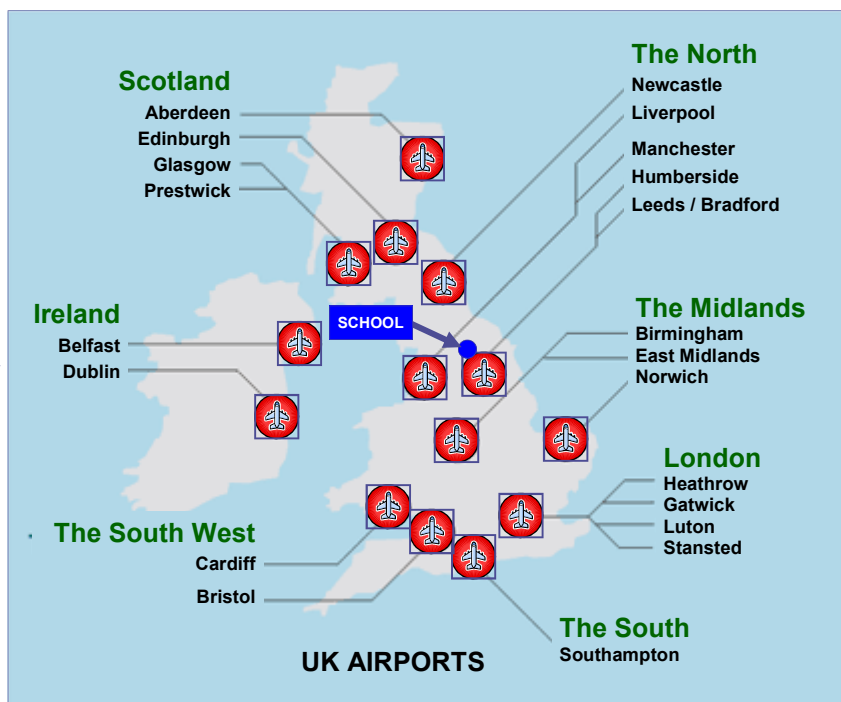 Scotland
Aberdeen
Edinburgh
Glasgow
Prestwick
The North
Newcastle
Liverpool
Manchester
Humberside
Leeds / Bradford
Ireland
Belfast
Dublin
SCHOOL
The Midlands
Birmingham
East Midlands
Norwich
London
Heathrow
Gatwick
Luton
Stansted
The South West
Cardiff
Bristol
The South
Southampton
UK AIRPORTS